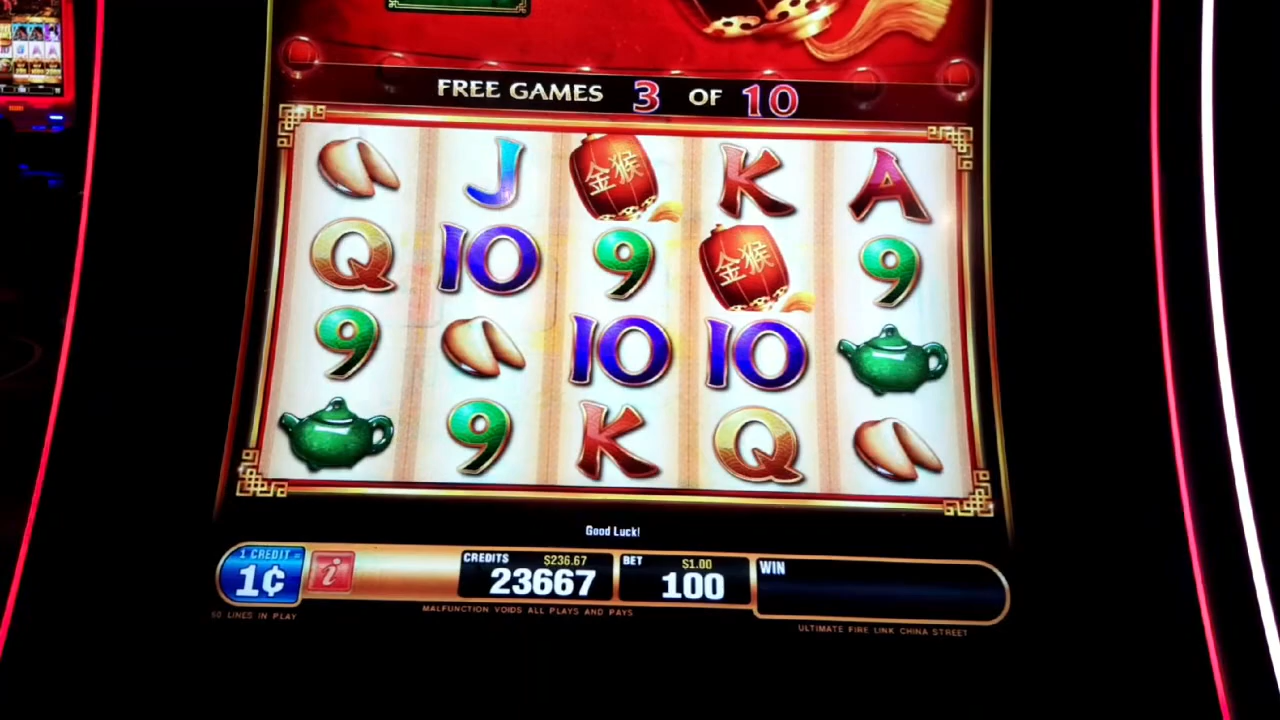 FREE GAMES 3 OF 10
J 金猴 K A
Q 10 9 金猴 9
9 10 10
9 K Q
Good Luck!
1 CREDIT =
1¢
i
CREDITS $236.67
23667
BET $1.00
100
WIN
60 LINES IN PLAY
MALFUNCTION VOIDS ALL PLAYS AND PAYS
ULTIMATE FIRE LINK CHINA STREET